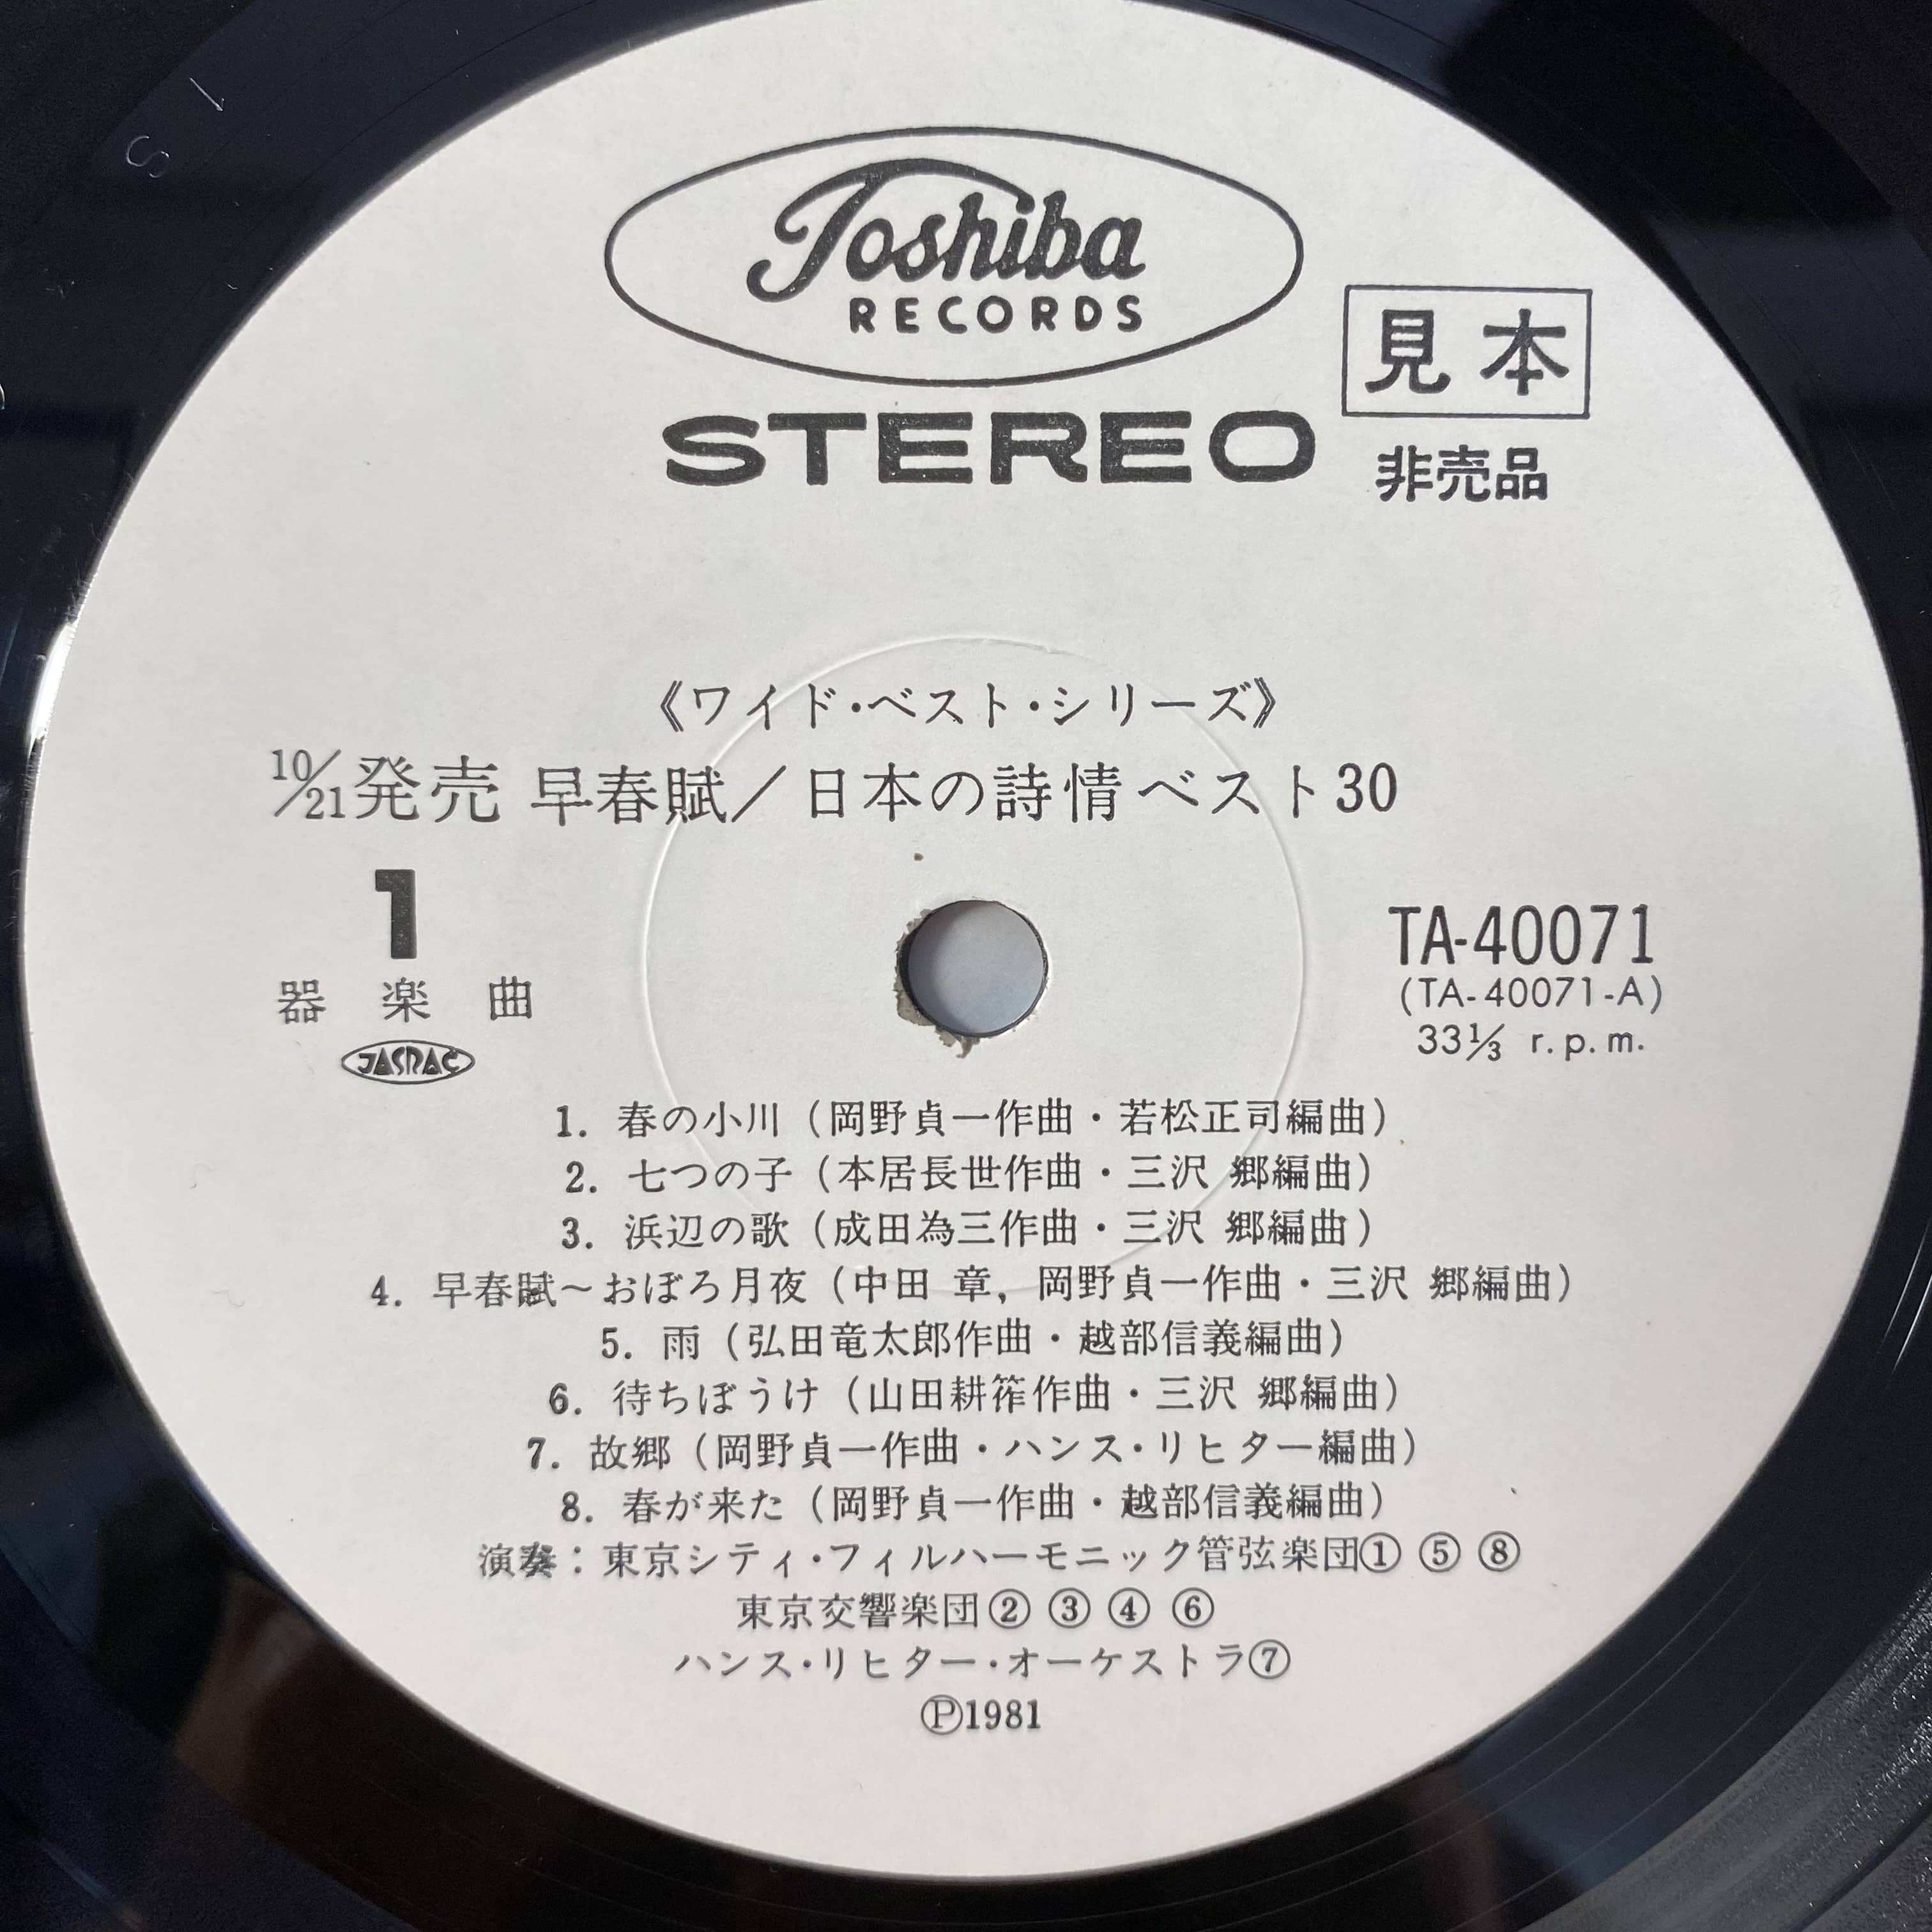 S 1
Toshiba
RECORDS
STEREO
見本
非売品
《ワイド・ベスト・シリーズ》
10/21発売 早春賦／日本の詩情ベスト30
1
器楽曲
JASRAC
TA-40071
(TA-40071-A)
33⅓ r.p.m.
1. 春の小川（岡野貞一作曲・若松正司編曲）
2. 七つの子（本居長世作曲・三沢 郷編曲）
3. 浜辺の歌（成田為三作曲・三沢 郷編曲）
4. 早春賦～おぼろ月夜（中田 章，岡野貞一作曲・三沢 郷編曲）
5. 雨（弘田竜太郎作曲・越部信義編曲）
6. 待ちぼうけ（山田耕筰作曲・三沢 郷編曲）
7. 故郷（岡野貞一作曲・ハンス・リヒター編曲）
8. 春が来た（岡野貞一作曲・越部信義編曲）
演奏：東京シティ・フィルハーモニック管弦楽団① ⑤ ⑧
東京交響楽団② ③ ④ ⑥
ハンス・リヒター・オーケストラ⑦
Ⓟ1981